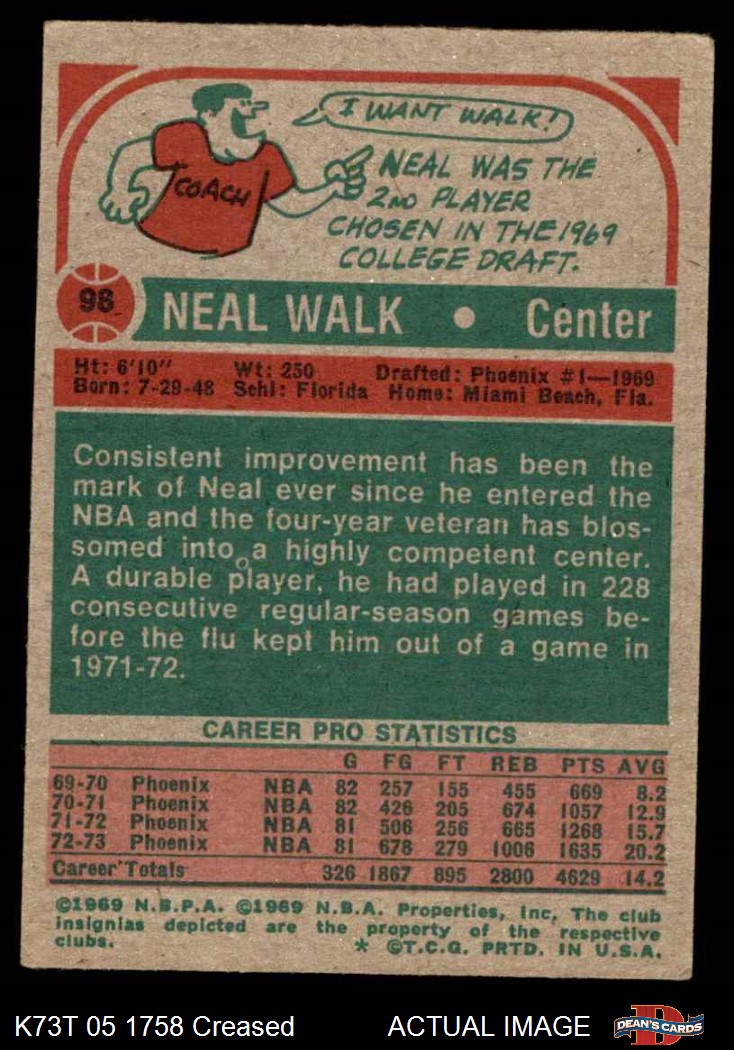 I WANT WALK!
COACH
NEAL WAS THE
2ND PLAYER
CHOSEN IN THE 1969
COLLEGE DRAFT.
98 NEAL WALK • Center
Ht: 6'10" Wt: 250 Drafted: Phoenix #1—1969
Born: 7-29-48 Schl: Florida Home: Miami Beach, Fla.
Consistent improvement has been the
mark of Neal ever since he entered the
NBA and the four-year veteran has blos-
somed into a highly competent center.
A durable player, he had played in 228
consecutive regular-season games be-
fore the flu kept him out of a game in
1971-72.
CAREER PRO STATISTICS
G FG FT REB PTS AVG
69-70 Phoenix NBA 82 257 155 455 669 8.2
70-71 Phoenix NBA 82 426 205 674 1057 12.9
71-72 Phoenix NBA 81 506 256 665 1268 15.7
72-73 Phoenix NBA 81 678 279 1006 1635 20.2
Career Totals 326 1867 895 2800 4629 14.2
©1969 N.B.P.A. ©1969 N.B.A. Properties, Inc. The club
insignias depicted are the property of the respective
clubs. * ©T.C.G. PRTD. IN U.S.A.
K73T 05 1758 Creased ACTUAL IMAGE DEAN'S CARDS